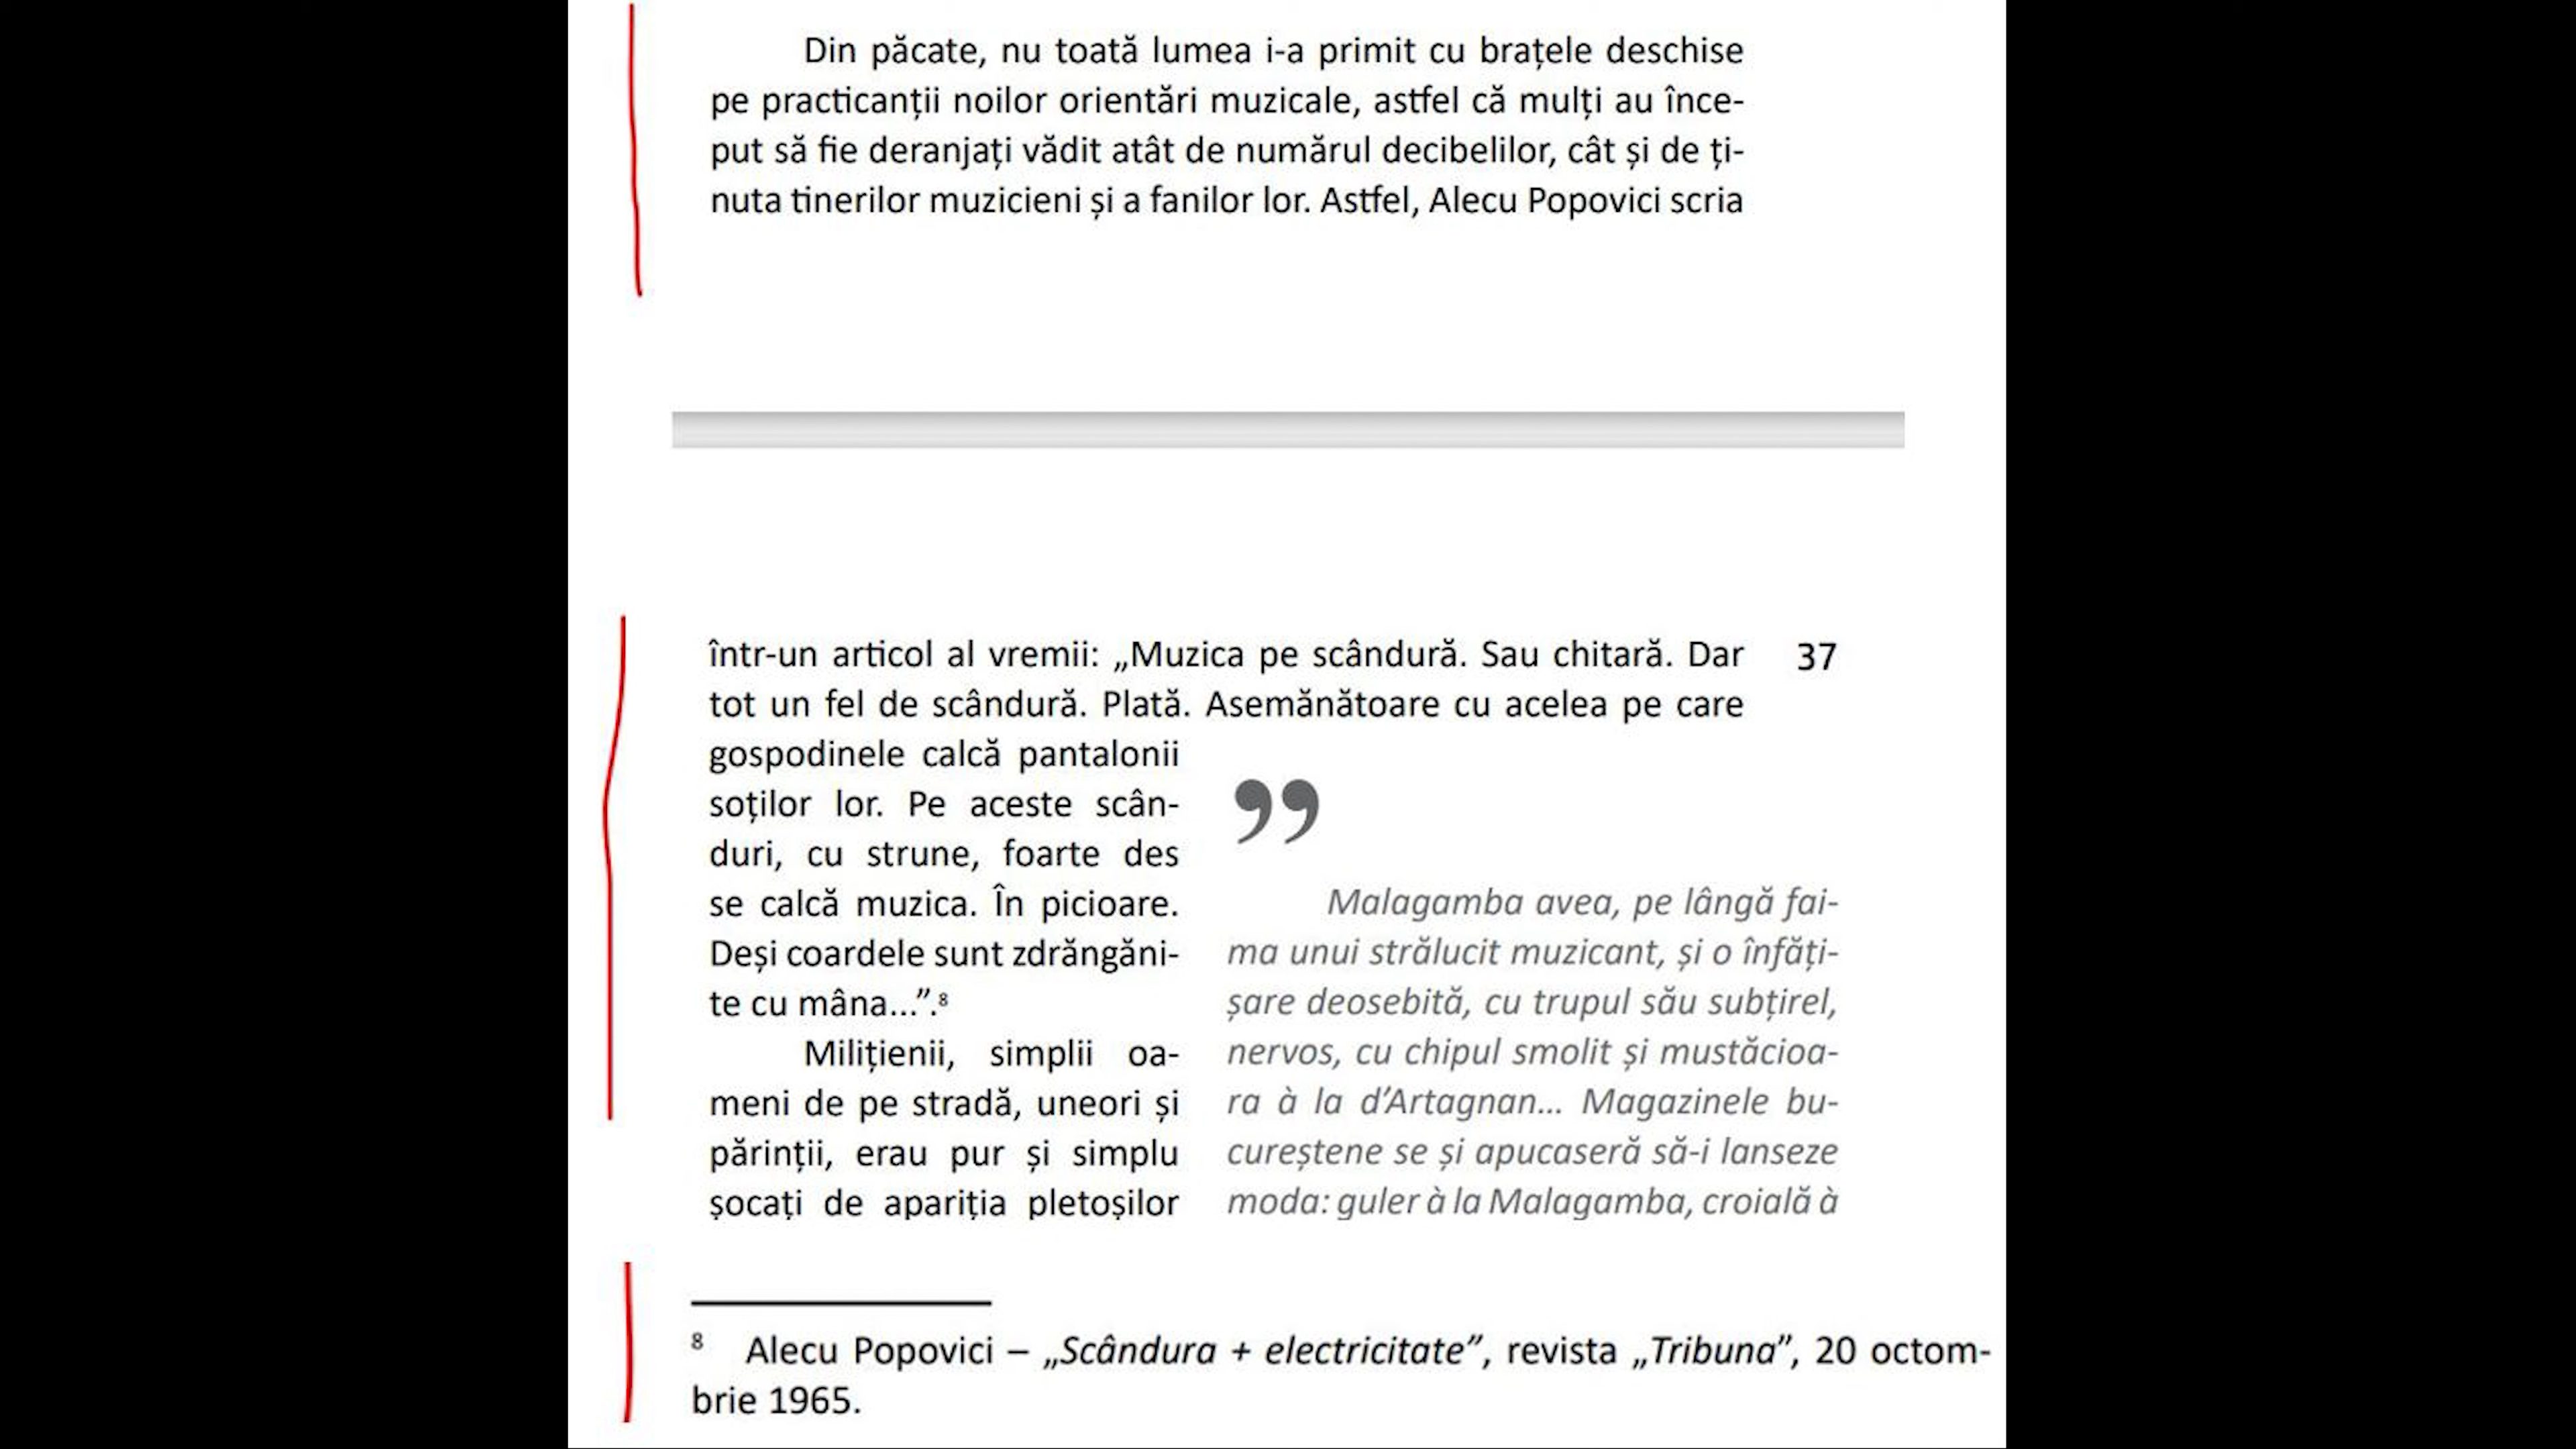 Din păcate, nu toată lumea i-a primit cu brațele deschise
pe practicanții noilor orientări muzicale, astfel că mulți au înce-
put să fie deranjați vădit atât de numărul decibelilor, cât și de ți-
nuta tinerilor muzicieni și a fanilor lor. Astfel, Alecu Popovici scria
într-un articol al vremii: „Muzica pe scândură. Sau chitară. Dar
37
tot un fel de scândură. Plată. Asemănătoare cu acelea pe care
gospodinele calcă pantalonii
soților lor. Pe aceste scân-
duri, cu strune, foarte des
se calcă muzica. În picioare.
Deși coardele sunt zdrăngăni-
te cu mâna...”.⁸
Milițienii, simplii oa-
meni de pe stradă, uneori și
părinții, erau pur și simplu
șocați de apariția pletoșilor
”
Malagamba avea, pe lângă fai-
ma unui strălucit muzicant, și o înfăți-
șare deosebită, cu trupul său subțirel,
nervos, cu chipul smolit și mustăcioa-
ra à la d’Artagnan... Magazinele bu-
cureștene se și apucaseră să-i lanseze
moda: guler à la Malagamba, croială à
⁸ Alecu Popovici – „Scândura + electricitate”, revista „Tribuna”, 20 octom-
brie 1965.